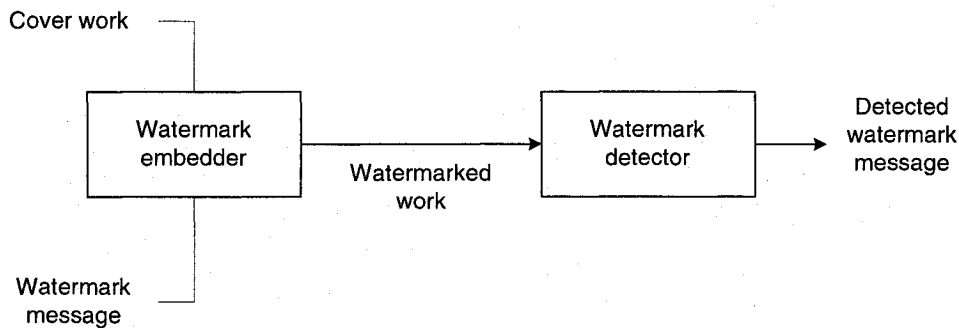 Cover work
Watermark
embedder
Watermarked
work
Watermark
detector
Detected
watermark
message
Watermark
message